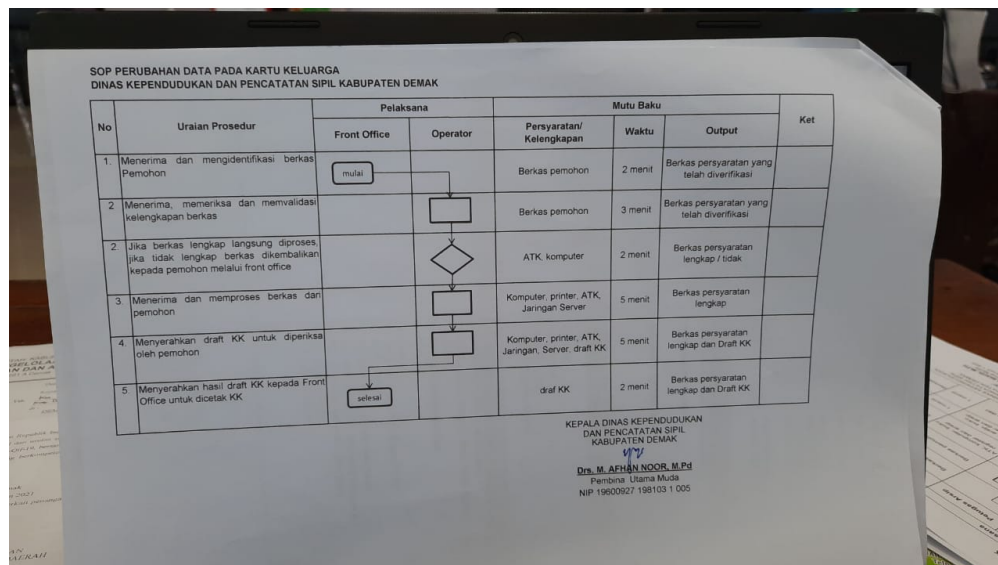 SOP PERUBAHAN DATA PADA KARTU KELUARGA
DINAS KEPENDUDUKAN DAN PENCATATAN SIPIL KABUPATEN DEMAK
No
Uraian Prosedur
Pelaksana
Mutu Baku
Ket
Front Office
Operator
Persyaratan/
Kelengkapan
Waktu
Output
1.
Menerima dan mengidentifikasi berkas
Pemohon
mulai
Berkas pemohon
2 menit
Berkas persyaratan yang
telah diverifikasi
2
Menerima, memeriksa dan memvalidasi
kelengkapan berkas
Berkas pemohon
3 menit
Berkas persyaratan yang
telah diverifikasi
2.
Jika berkas lengkap langsung diproses,
jika tidak lengkap berkas dikembalikan
kepada pemohon melalui front office
ATK, komputer
2 menit
Berkas persyaratan
lengkap / tidak
3.
Menerima dan memproses berkas dan
pemohon
Komputer, printer, ATK,
Jaringan Server
5 menit
Berkas persyaratan
lengkap
4.
Menyerahkan draft KK untuk diperiksa
oleh pemohon
Komputer, printer, ATK,
Jaringan, Server, draft KK
5 menit
Berkas persyaratan
lengkap dan Draft KK
5.
Menyerahkan hasil draft KK kepada Front
Office untuk dicetak KK
selesai
draf KK
2 menit
Berkas persyaratan
lengkap dan Draft KK
KEPALA DINAS KEPENDUDUKAN
DAN PENCATATAN SIPIL
KABUPATEN DEMAK
Drs. M. AFHAN NOOR, M.Pd
Pembina Utama Muda
NIP 19600927 198103 1 005